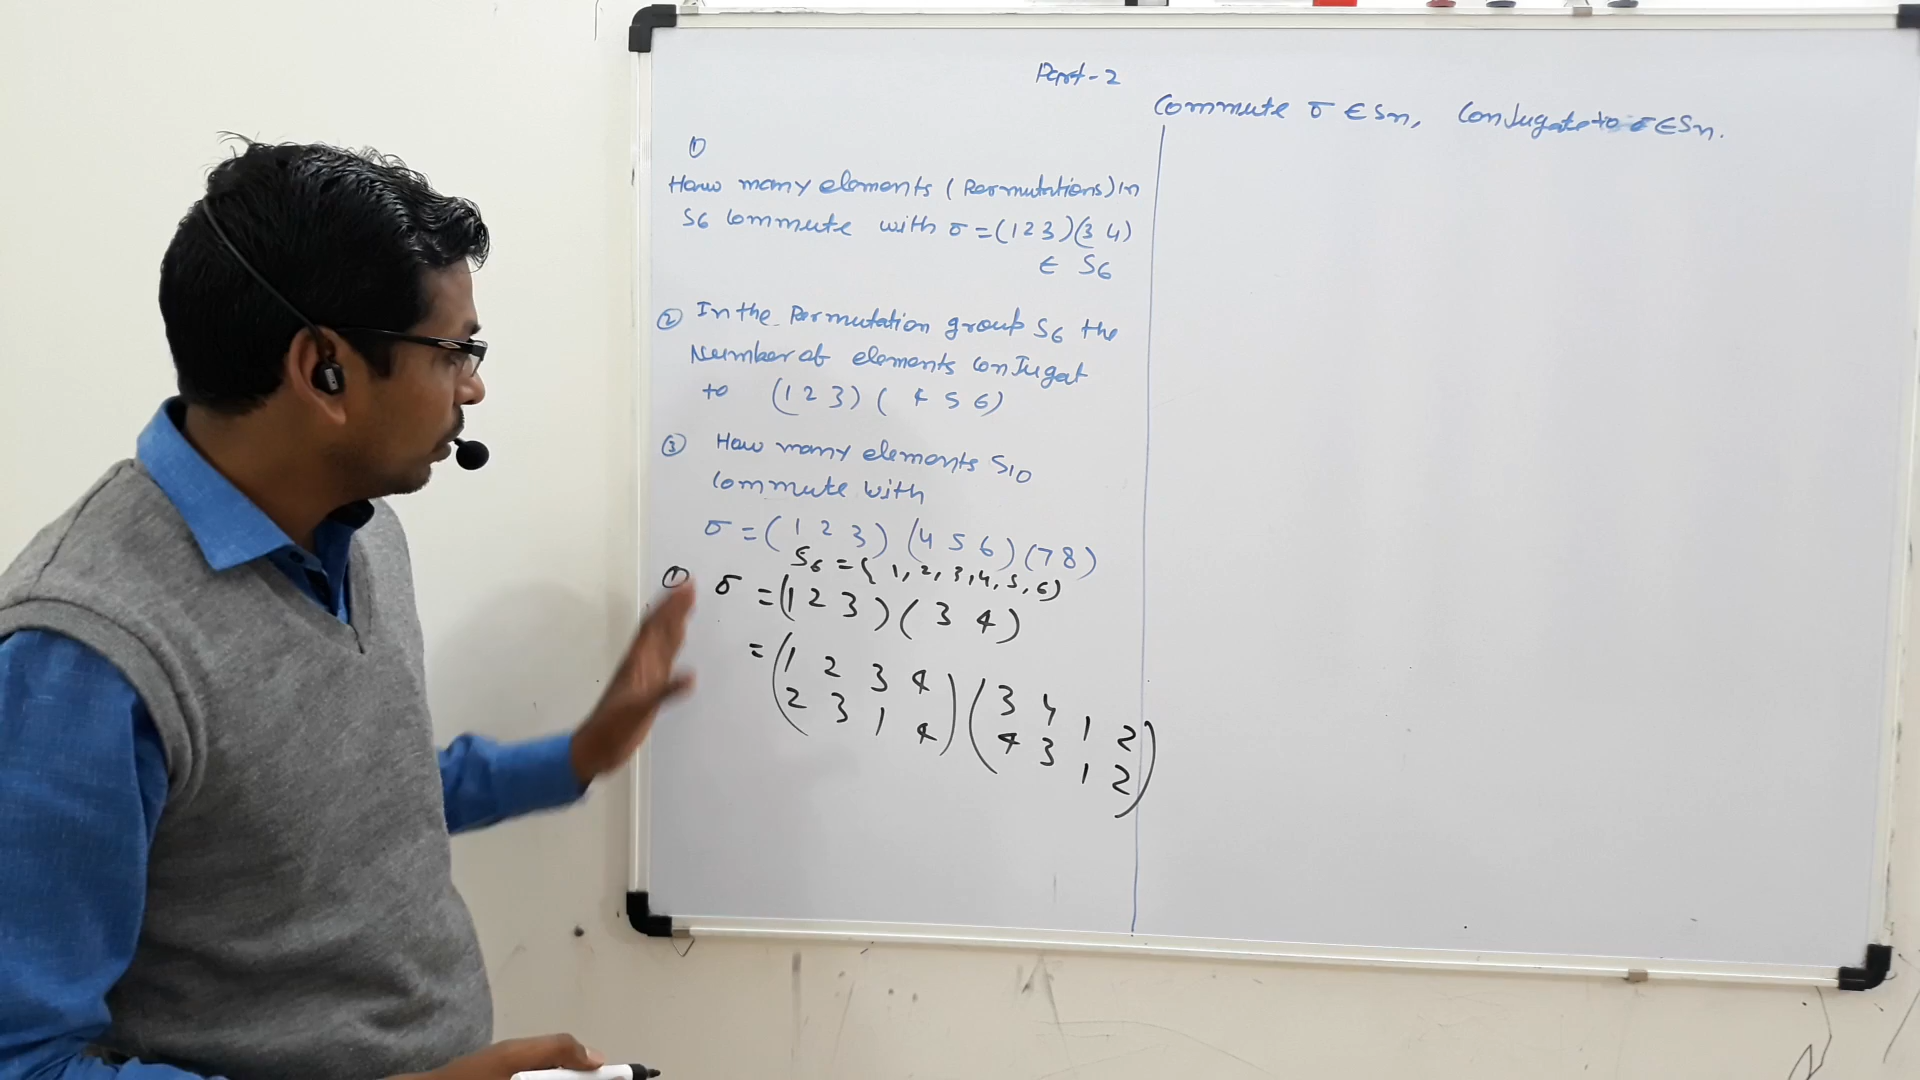 Part-2
Commute σ ∈ Sn, Conjugate to σ ∈ Sn.
①
How many elements (Permutations) in
S6 Commute with σ = (1 2 3)(3 4)
∈ S6
② In the Permutation group S6 the
Number of elements Conjugat
to (1 2 3) ( 4 5 6)
③ How many elements S10
Commute with
σ = ( 1 2 3 ) (4 5 6 ) (7 8 )
S6 = { 1, 2, 3, 4, 5, 6 )
① σ = (1 2 3 ) ( 3 4 )
= (1 2 3 4) (3 4 1 2)
(2 3 1 4) (4 3 1 2)